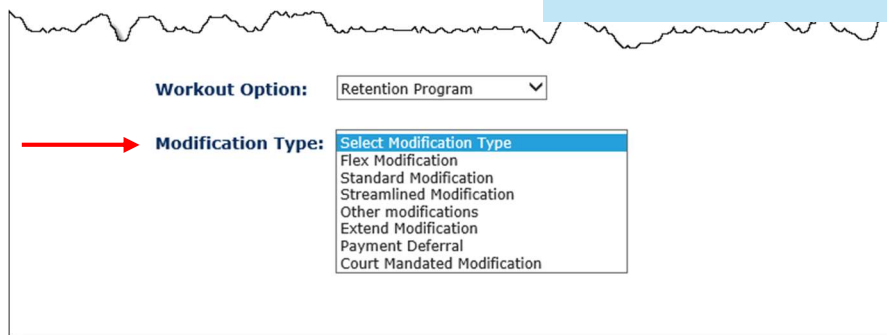 Workout Option: Retention Program
Modification Type: Select Modification Type
Flex Modification
Standard Modification
Streamlined Modification
Other modifications
Extend Modification
Payment Deferral
Court Mandated Modification